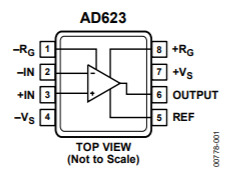 AD623
–RG 1
8 +RG
–IN 2
–
7 +VS
+IN 3
+
6 OUTPUT
–VS 4
5 REF
TOP VIEW
(Not to Scale)
00778-001